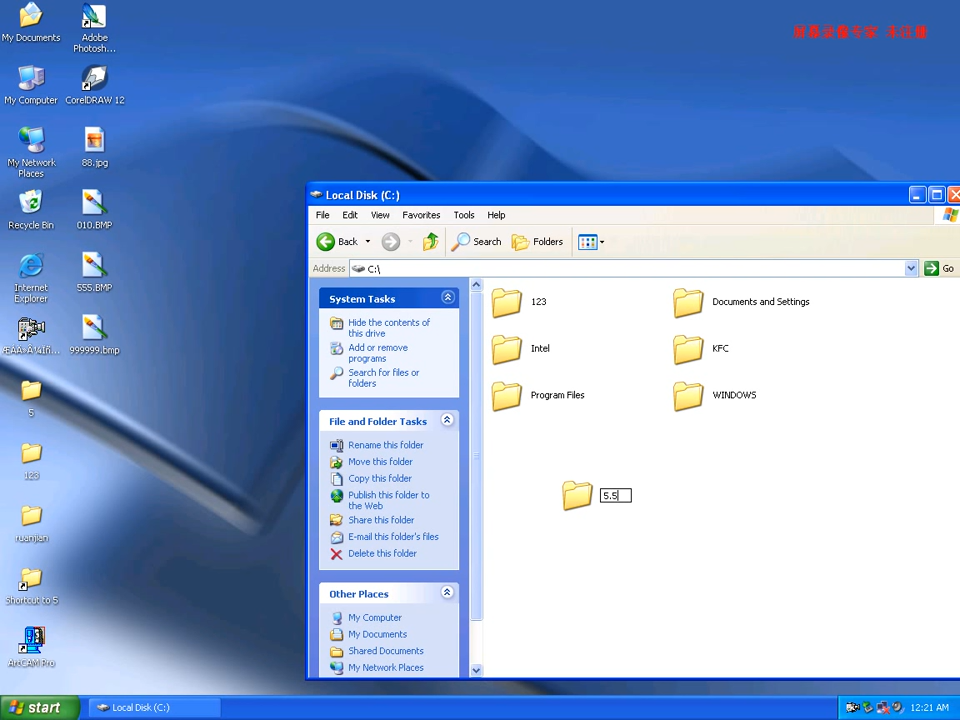 My Documents
Adobe
Photosh...
屏幕录像专家 未注册
My Computer
CorelDRAW 12
My Network
Places
88.jpg
Recycle Bin
010.BMP
Internet
Explorer
555.BMP
999999.bmp
5
123
ruanjian
Shortcut to 5
ArtCAM Pro
Local Disk (C:)
File Edit View Favorites Tools Help
Back Search Folders
Address C:\ Go
System Tasks
Hide the contents of
this drive
Add or remove
programs
Search for files or
folders
File and Folder Tasks
Rename this folder
Move this folder
Copy this folder
Publish this folder to
the Web
Share this folder
E-mail this folder's files
Delete this folder
Other Places
My Computer
My Documents
Shared Documents
My Network Places
123
Documents and Settings
Intel
KFC
Program Files
WINDOWS
5.5
start
Local Disk (C:)
12:21 AM